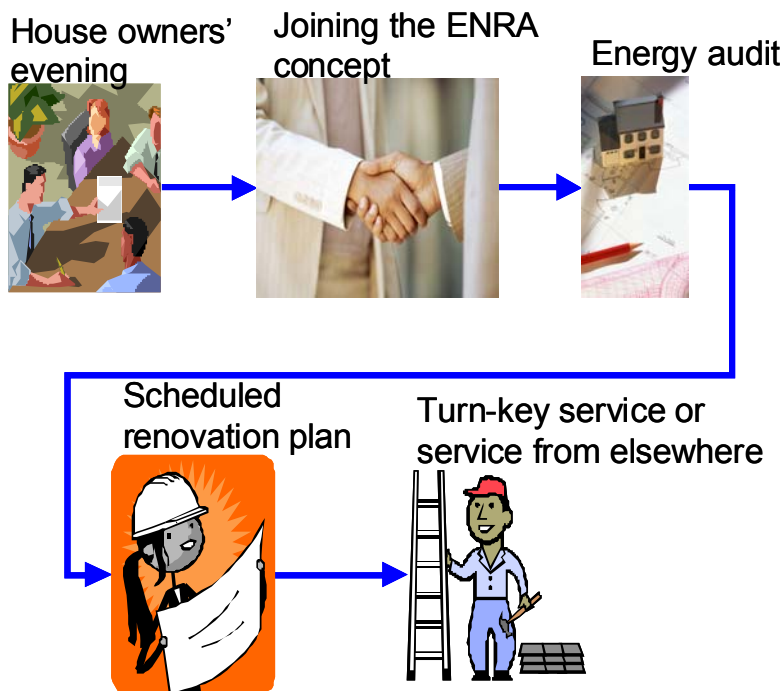 House owners'
evening
Joining the ENRA
concept
Energy audit
Scheduled
renovation plan
Turn-key service or
service from elsewhere